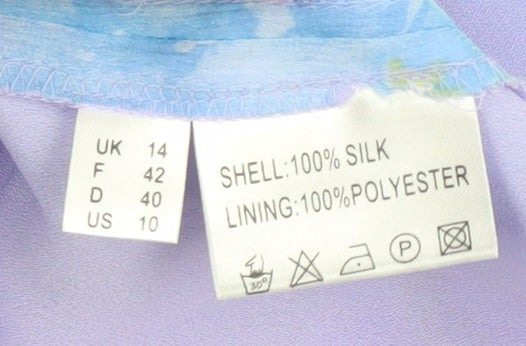 UK 14
F 42
D 40
US 10
SHELL:100% SILK
LINING:100%POLYESTER
30°
P